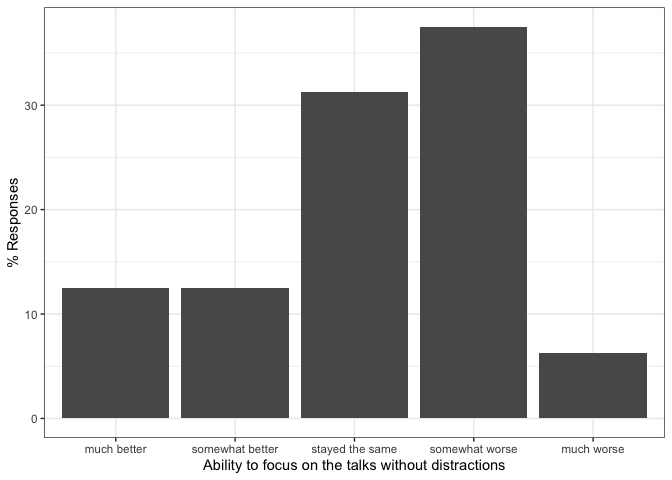 % Responses
30
20
10
0
much better
somewhat better
stayed the same
somewhat worse
much worse
Ability to focus on the talks without distractions